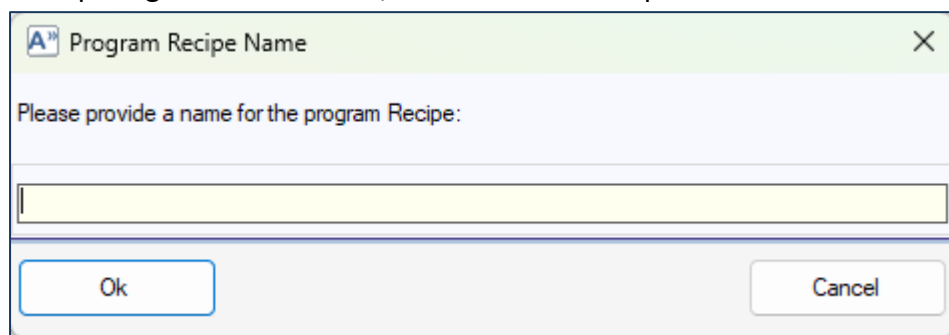 A»
Program Recipe Name
Please provide a name for the program Recipe:
Ok
Cancel